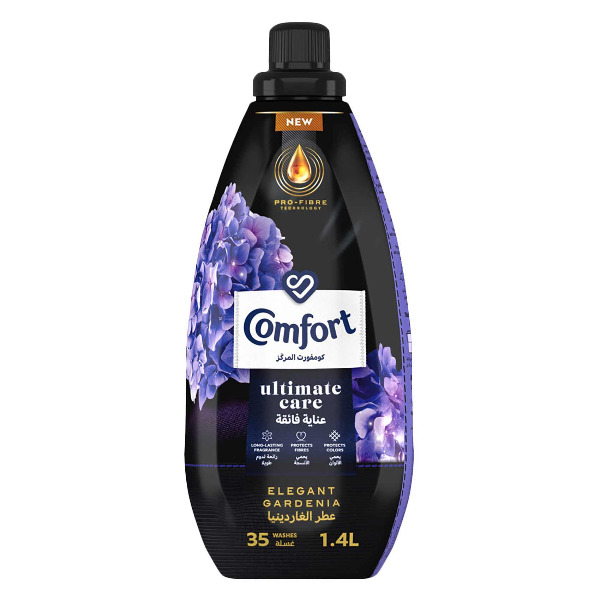 NEW
PRO-FIBRE
TECHNOLOGY
Comfort
كومفورت المركز
ultimate
care
عناية فائقة
LONG-LASTING FRAGRANCE
رائحة تدوم طويلة
PROTECTS FIBRES
يحمي الأنسجة
PROTECTS COLORS
يحمي الألوان
ELEGANT
GARDENIA
عطر الغاردينيا
35 WASHES غسلة 1.4L